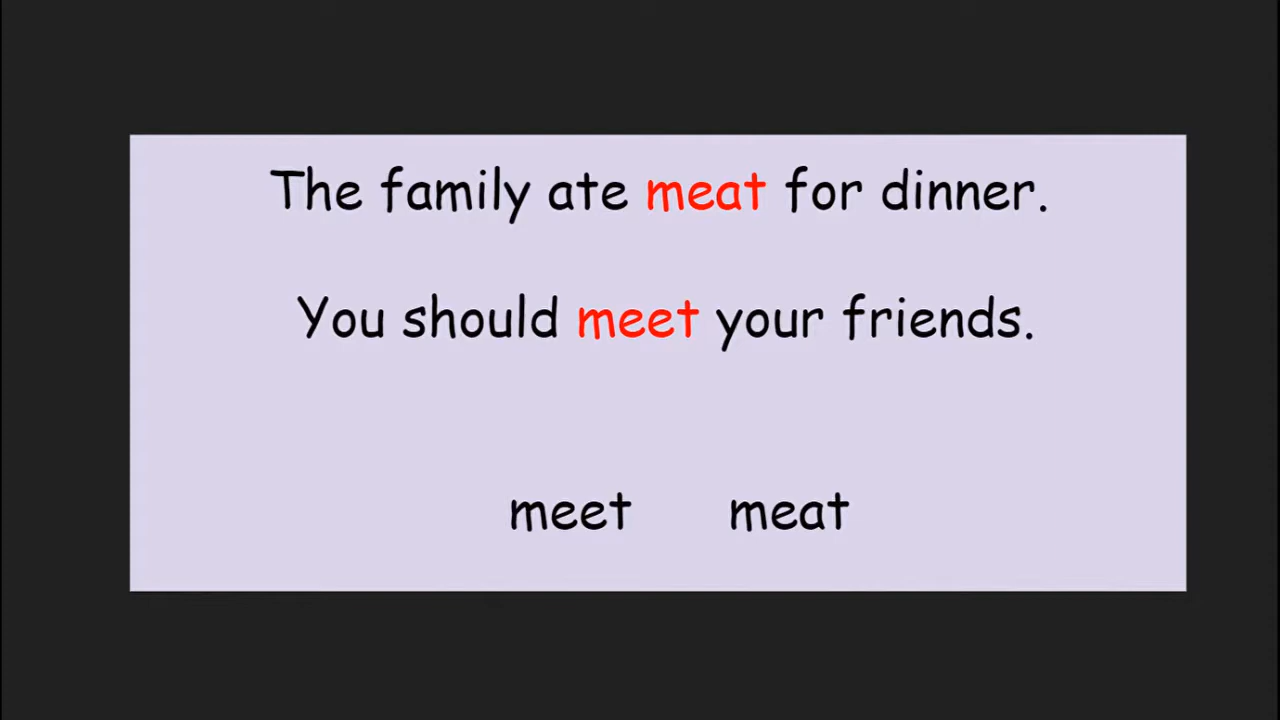 The family ate meat for dinner.
You should meet your friends.
meet meat